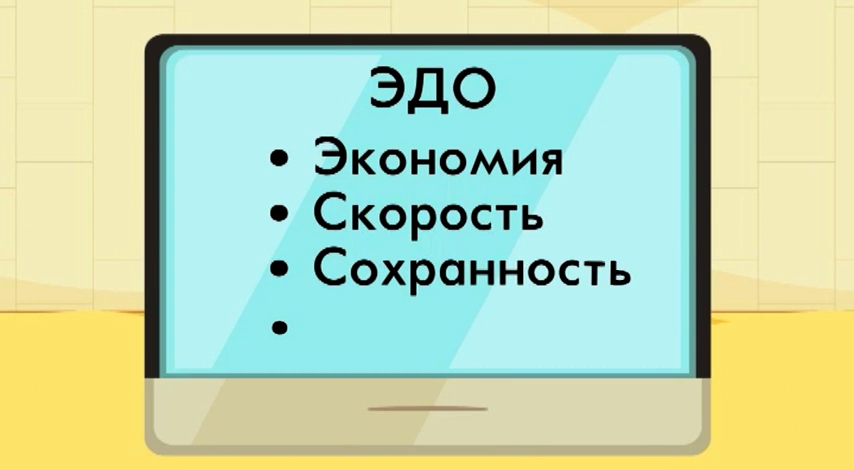 ЭДО
• Экономия
• Скорость
• Сохранность
•